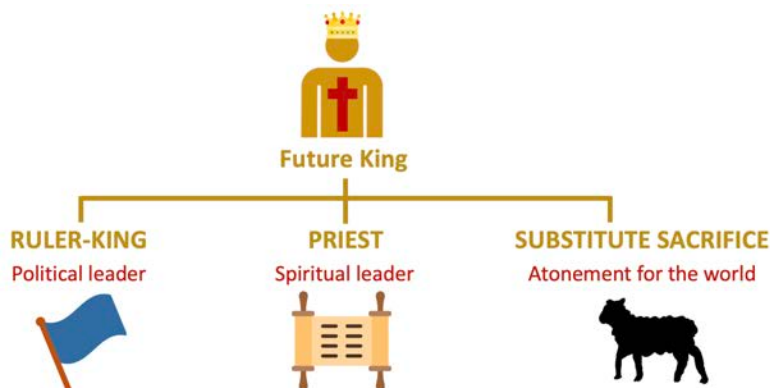 Future King
RULER-KING
Political leader
PRIEST
Spiritual leader
SUBSTITUTE SACRIFICE
Atonement for the world